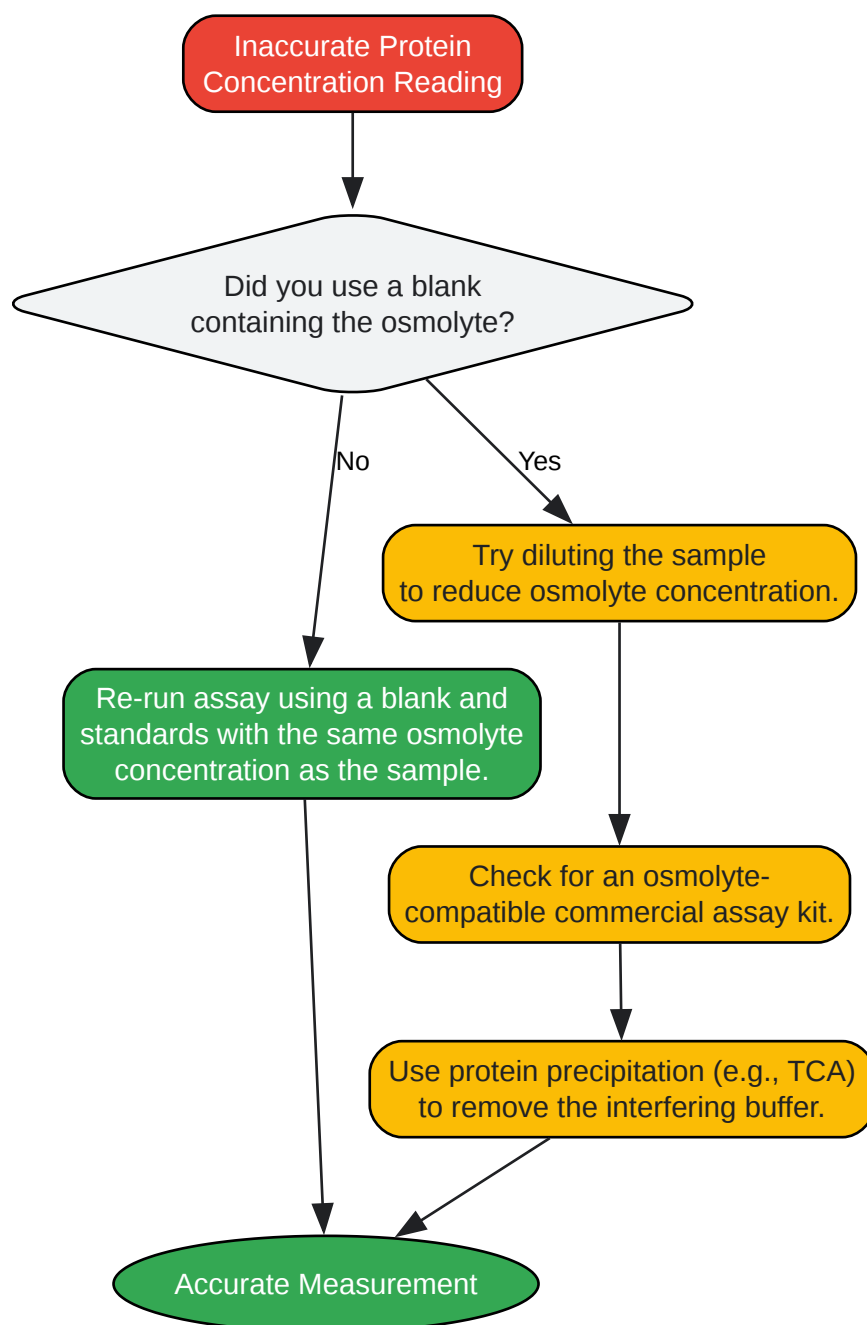 Inaccurate Protein
Concentration Reading
Did you use a blank
containing the osmolyte?
No
Yes
Try diluting the sample
to reduce osmolyte concentration.
Re-run assay using a blank and
standards with the same osmolyte
concentration as the sample.
Check for an osmolyte-
compatible commercial assay kit.
Use protein precipitation (e.g., TCA)
to remove the interfering buffer.
Accurate Measurement